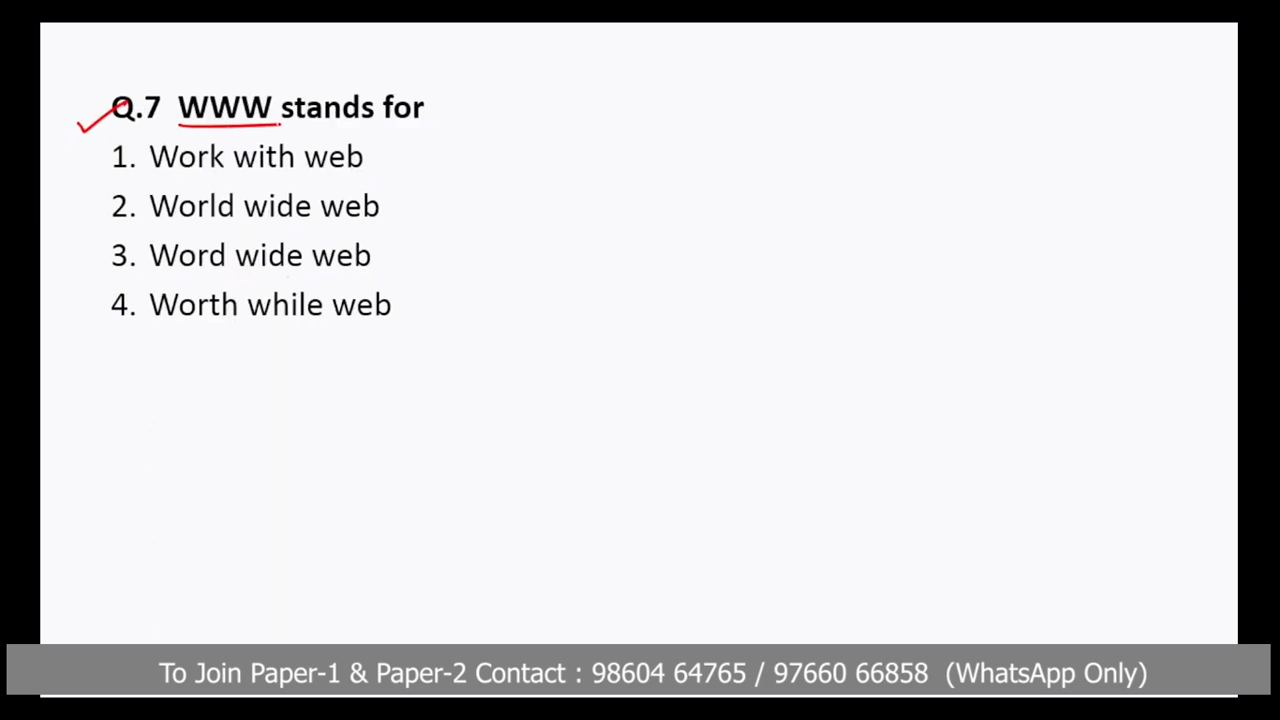 Q.7 WWW stands for
1. Work with web
2. World wide web
3. Word wide web
4. Worth while web
To Join Paper-1 & Paper-2 Contact : 98604 64765 / 97660 66858 (WhatsApp Only)